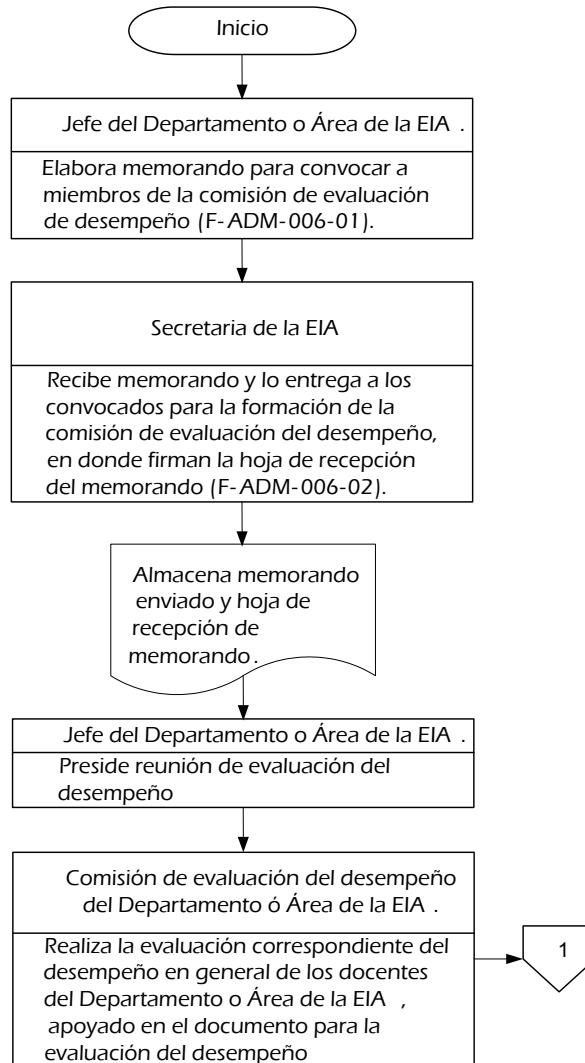 Inicio
Jefe del Departamento o Área de la EIA .
Elabora memorando para convocar a
miembros de la comisión de evaluación
de desempeño (F-ADM-006-01).
Secretaria de la EIA
Recibe memorando y lo entrega a los
convocados para la formación de la
comisión de evaluación del desempeño,
en donde firman la hoja de recepción
del memorando (F-ADM-006-02).
Almacena memorando
enviado y hoja de
recepción de
memorando.
Jefe del Departamento o Área de la EIA .
Preside reunión de evaluación del
desempeño
Comisión de evaluación del desempeño
del Departamento ó Área de la EIA .
Realiza la evaluación correspondiente del
desempeño en general de los docentes
del Departamento o Área de la EIA ,
apoyado en el documento para la
evaluación del desempeño
1